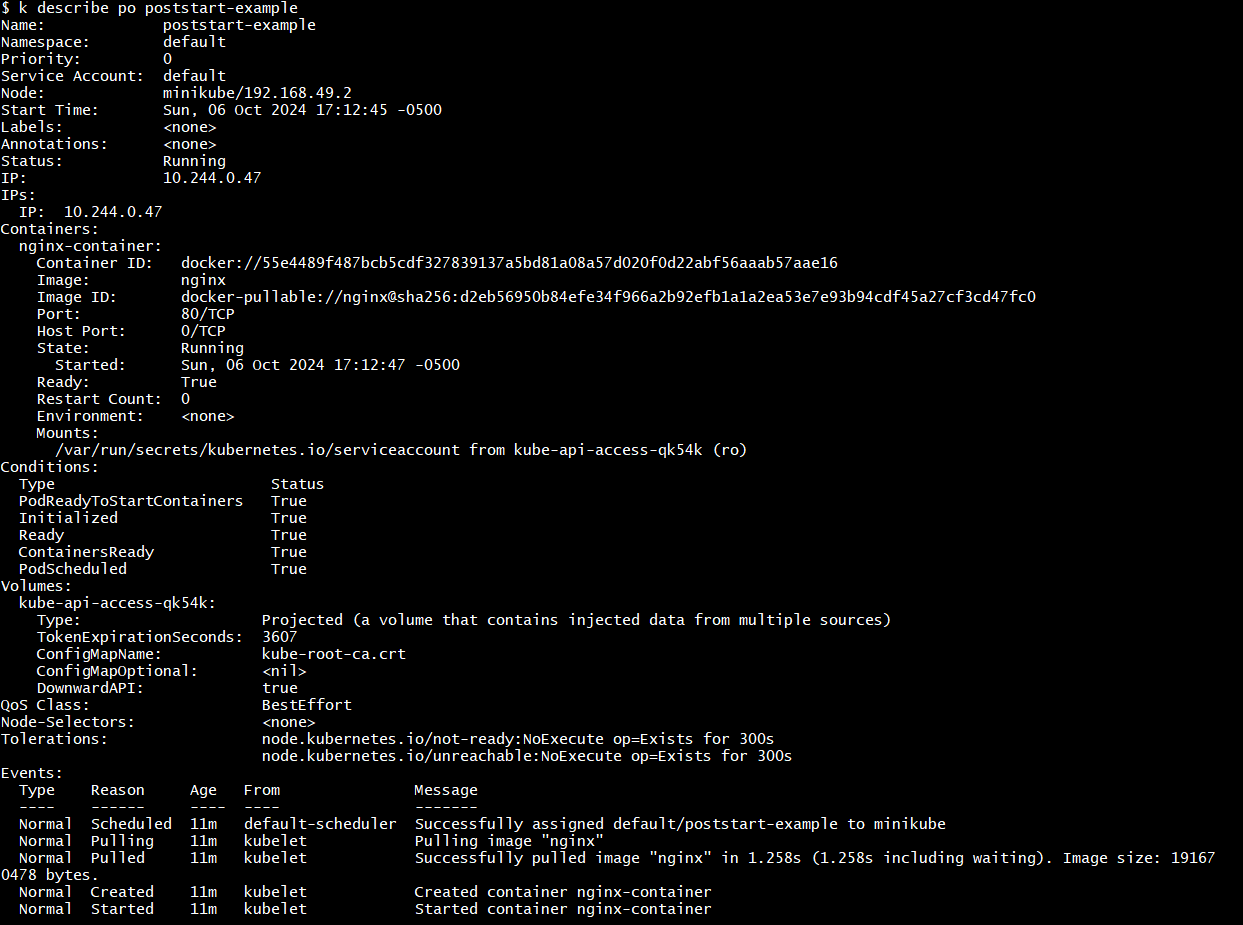 $ k describe po poststart-example
Name:             poststart-example
Namespace:        default
Priority:         0
Service Account:  default
Node:             minikube/192.168.49.2
Start Time:       Sun, 06 Oct 2024 17:12:45 -0500
Labels:           <none>
Annotations:      <none>
Status:           Running
IP:               10.244.0.47
IPs:
  IP:  10.244.0.47
Containers:
  nginx-container:
    Container ID:   docker://55e4489f487bcb5cdf327839137a5bd81a08a57d020f0d22abf56aaab57aae16
    Image:          nginx
    Image ID:       docker-pullable://nginx@sha256:d2eb56950b84efe34f966a2b92efb1a1a2ea53e7e93b94cdf45a27cf3cd47fc0
    Port:           80/TCP
    Host Port:      0/TCP
    State:          Running
      Started:      Sun, 06 Oct 2024 17:12:47 -0500
    Ready:          True
    Restart Count:  0
    Environment:    <none>
    Mounts:
      /var/run/secrets/kubernetes.io/serviceaccount from kube-api-access-qk54k (ro)
Conditions:
  Type                        Status
  PodReadyToStartContainers   True
  Initialized                 True
  Ready                       True
  ContainersReady             True
  PodScheduled                True
Volumes:
  kube-api-access-qk54k:
    Type:                    Projected (a volume that contains injected data from multiple sources)
    TokenExpirationSeconds:  3607
    ConfigMapName:           kube-root-ca.crt
    ConfigMapOptional:       <nil>
    DownwardAPI:             true
QoS Class:                   BestEffort
Node-Selectors:              <none>
Tolerations:                 node.kubernetes.io/not-ready:NoExecute op=Exists for 300s
                             node.kubernetes.io/unreachable:NoExecute op=Exists for 300s
Events:
  Type    Reason     Age   From               Message
  ----    ------     ----  ----               -------
  Normal  Scheduled  11m   default-scheduler  Successfully assigned default/poststart-example to minikube
  Normal  Pulling    11m   kubelet            Pulling image "nginx"
  Normal  Pulled     11m   kubelet            Successfully pulled image "nginx" in 1.258s (1.258s including waiting). Image size: 19167
0478 bytes.
  Normal  Created    11m   kubelet            Created container nginx-container
  Normal  Started    11m   kubelet            Started container nginx-container